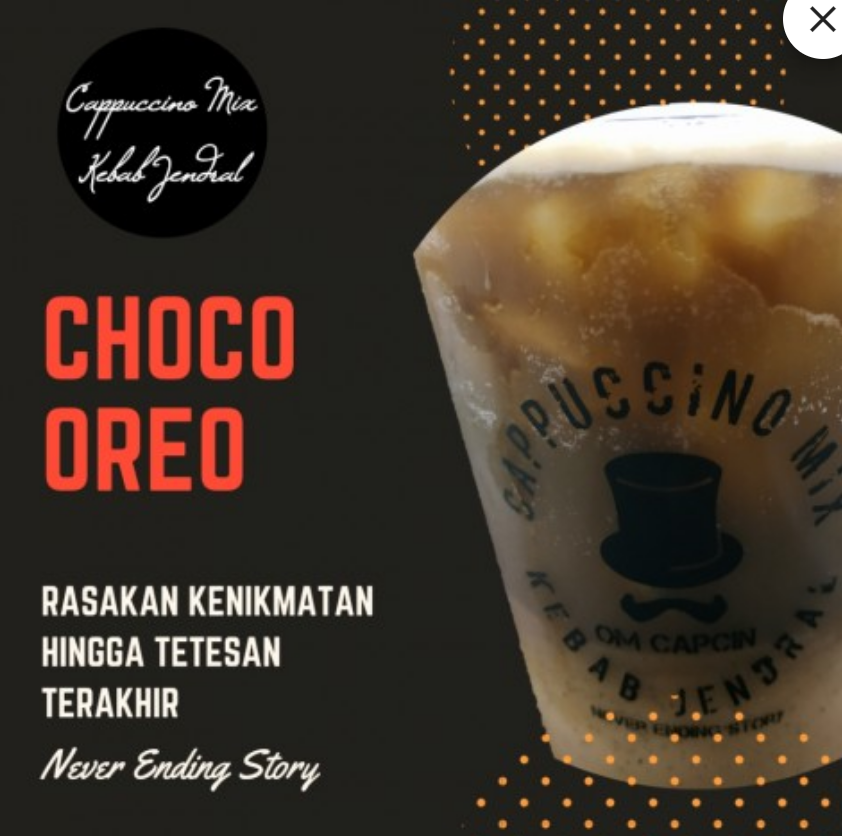 Cappuccino Mix
Kebab Jendral
CHOCO
OREO
RASAKAN KENIKMATAN
HINGGA TETESAN
TERAKHIR
Never Ending Story
CAPPUCCINO MIX
OM CAPCIN
KEBAB JENDRAL
NEVER ENDING STORY